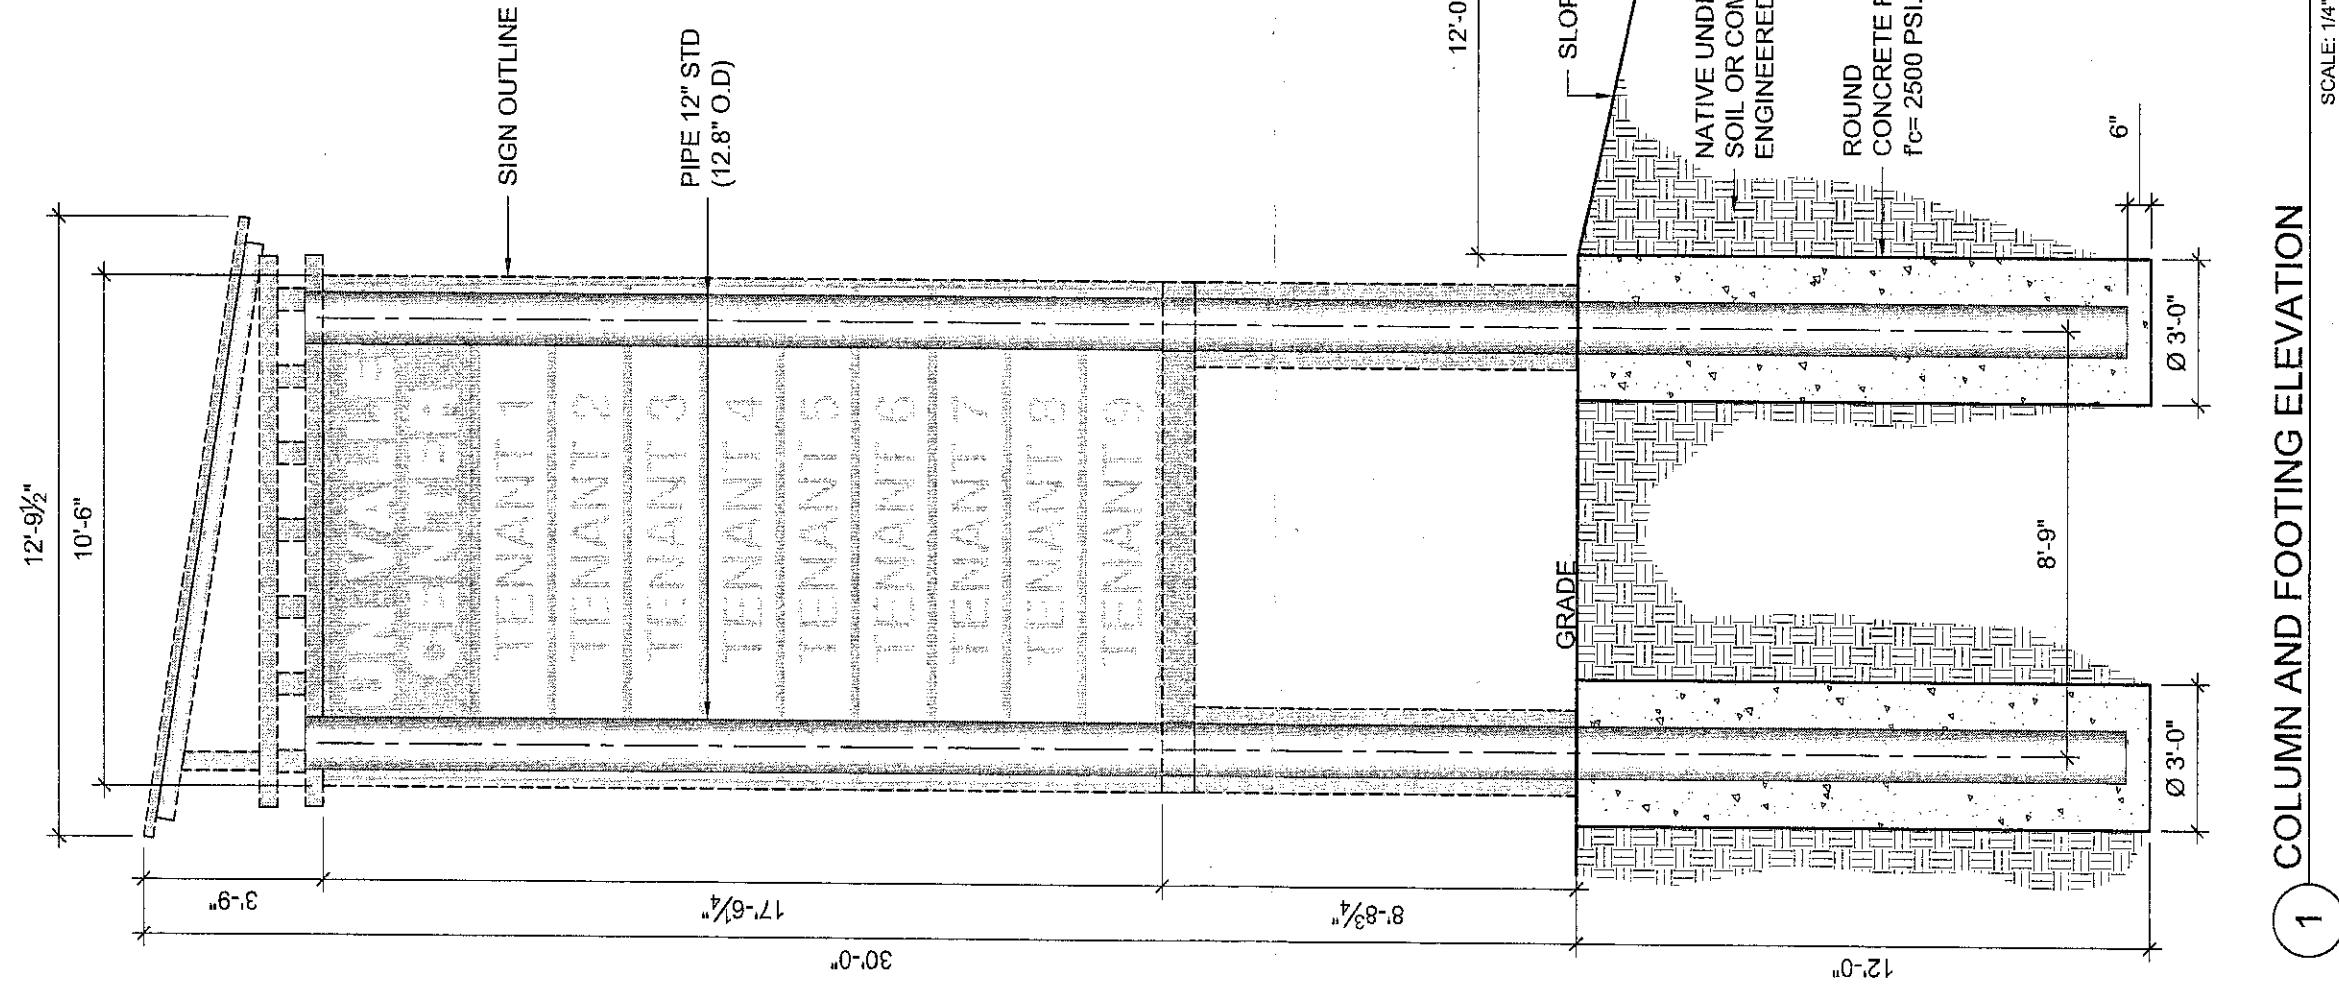 12'-9½"
10'-6"
SIGN OUTLINE
PIPE 12" STD
(12.8" O.D)
CENTER
TENANT 1
TENANT 2
TENANT 3
TENANT 4
TENANT 5
TENANT 6
TENANT 7
TENANT 8
TENANT 9
3'-9"
17'-6¼"
8'-8¾"
30'-0"
12'-0"
12'-0
SLOP
GRADE
NATIVE UNDI
SOIL OR COM
ENGINEERED
ROUND
CONCRETE P
f'c= 2500 PSI.
6"
8'-9"
Ø 3'-0"
Ø 3'-0"
1
COLUMN AND FOOTING ELEVATION
SCALE: 1/4"